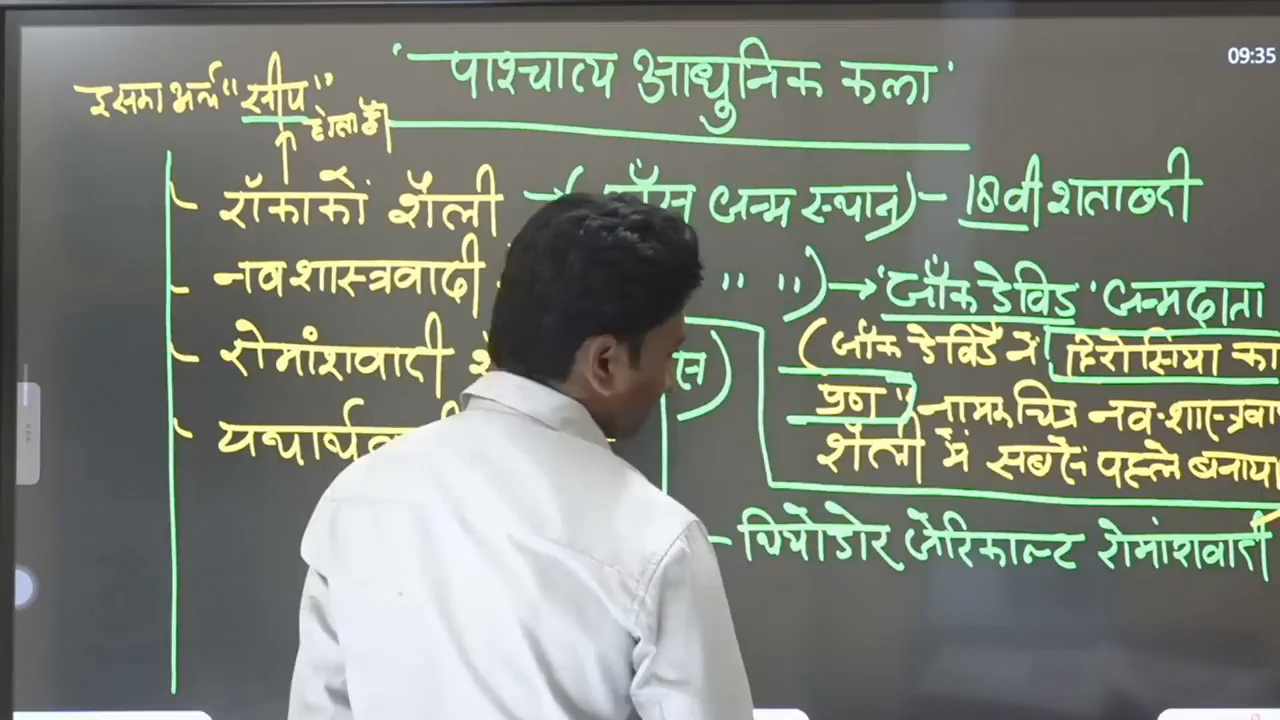 09:35
'पाश्चात्य आधुनिक कला'
इसका अर्थ "सीप"
होता है
रॉकाकों शैली → ( जन्म स्थान) - 18वी शताब्दी
नवशास्त्रवादी " ") → 'जॉक डेविड' जन्मदाता
(जॉक डेविड ने हिरोसिया का
प्रण" नामक चित्र नव-शास्त्रवा
शैली में सबसे पहले बनाया
रोमांशवादी स)
यथार्थव
- थियोडोर जेरिकाल्ट रोमांशवादी